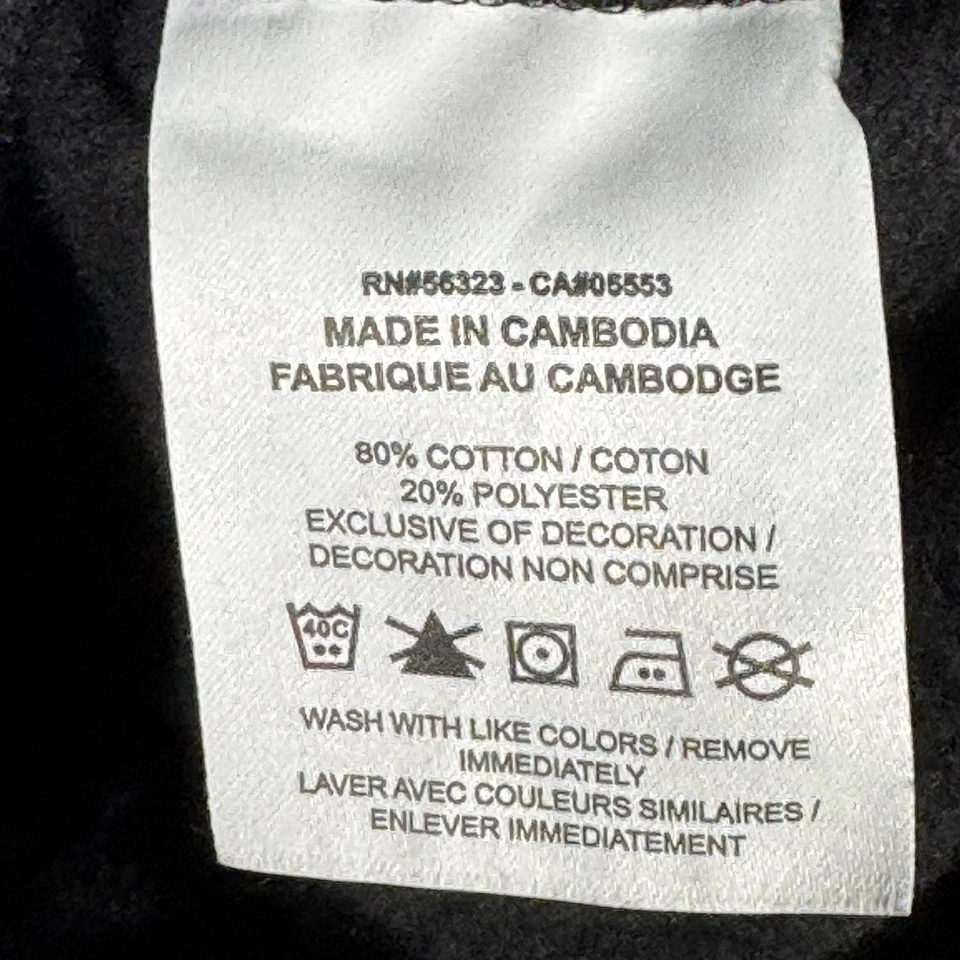 RN#56323 - CA#05553
MADE IN CAMBODIA
FABRIQUE AU CAMBODGE
80% COTTON / COTON
20% POLYESTER
EXCLUSIVE OF DECORATION /
DECORATION NON COMPRISE
40C
WASH WITH LIKE COLORS / REMOVE
IMMEDIATELY
LAVER AVEC COULEURS SIMILAIRES /
ENLEVER IMMEDIATEMENT